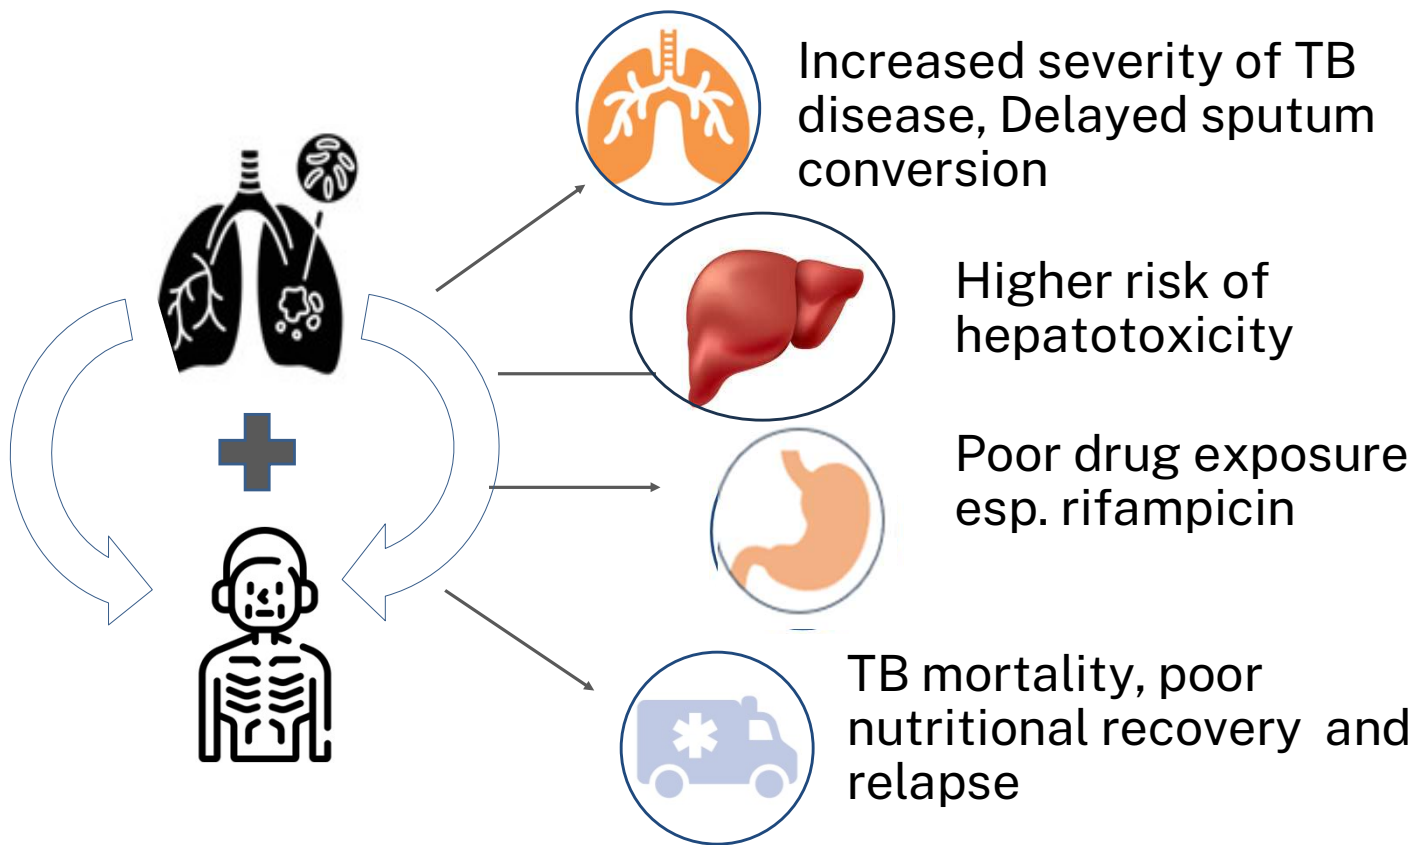 Increased severity of TB
disease, Delayed sputum
conversion
Higher risk of
hepatotoxicity
Poor drug exposure
esp. rifampicin
TB mortality, poor
nutritional recovery  and
relapse